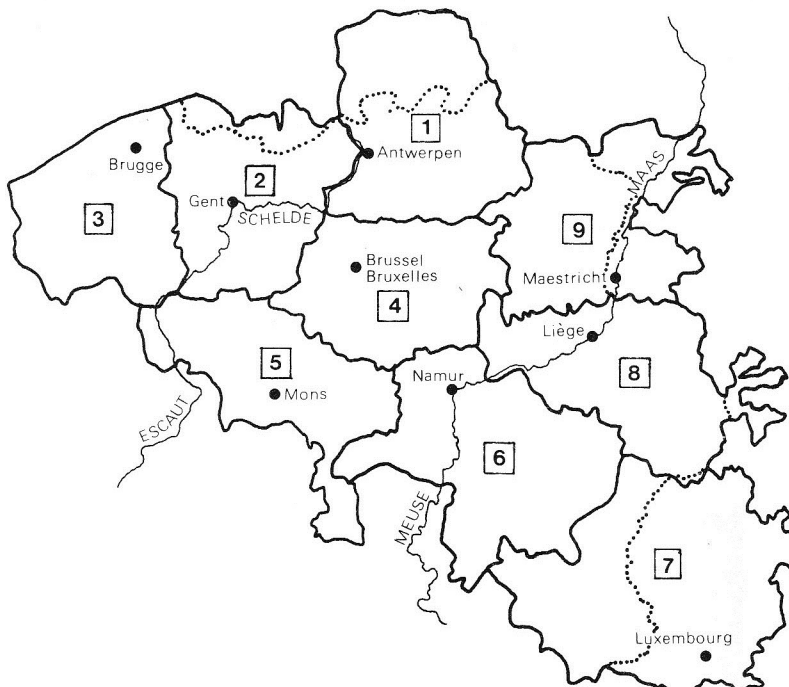 1
Antwerpen
Brugge
2
Gent
SCHELDE
MAAS
3
9
Brussel
Bruxelles
Maestricht
4
Liège
5
Namur
8
Mons
ESCAUT
6
MEUSE
7
Luxembourg